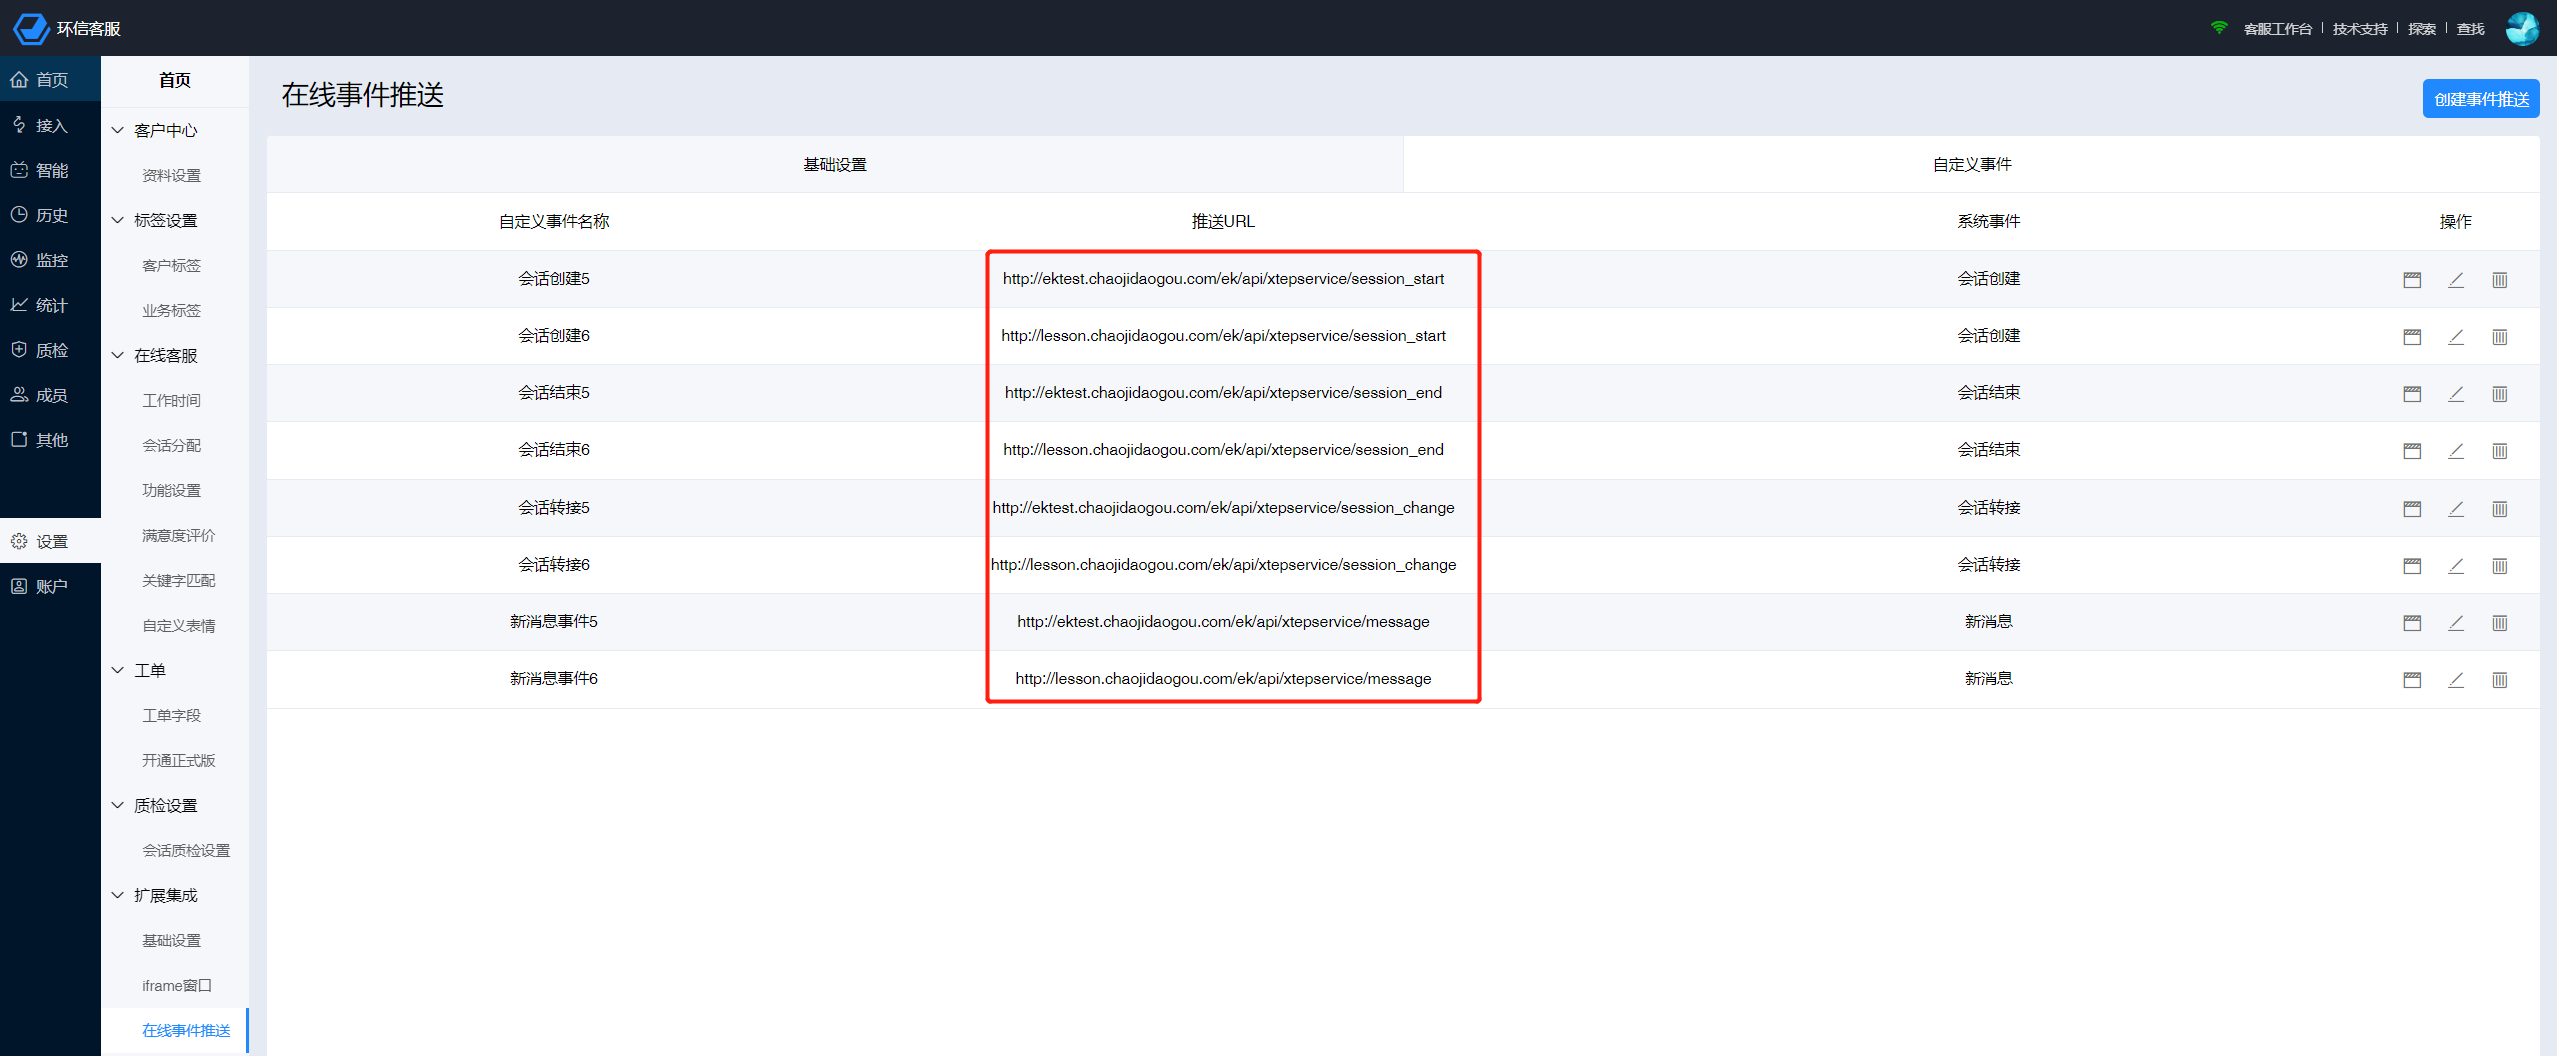 环信客服
客服工作台
技术支持
探索
查找
首页
接入
智能
历史
监控
统计
质检
成员
其他
设置
账户
首页
客户中心
资料设置
标签设置
客户标签
业务标签
在线客服
工作时间
会话分配
功能设置
满意度评价
关键字匹配
自定义表情
工单
工单字段
开通正式版
质检设置
会话质检设置
扩展集成
基础设置
iframe窗口
在线事件推送
在线事件推送
创建事件推送
基础设置 自定义事件
自定义事件名称 推送URL 系统事件 操作
会话创建5 http://ektest.chaojidaogou.com/ek/api/xtepservice/session_start 会话创建
会话创建6 http://lesson.chaojidaogou.com/ek/api/xtepservice/session_start 会话创建
会话结束5 http://ektest.chaojidaogou.com/ek/api/xtepservice/session_end 会话结束
会话结束6 http://lesson.chaojidaogou.com/ek/api/xtepservice/session_end 会话结束
会话转接5 http://ektest.chaojidaogou.com/ek/api/xtepservice/session_change 会话转接
会话转接6 http://lesson.chaojidaogou.com/ek/api/xtepservice/session_change 会话转接
新消息事件5 http://ektest.chaojidaogou.com/ek/api/xtepservice/message 新消息
新消息事件6 http://lesson.chaojidaogou.com/ek/api/xtepservice/message 新消息